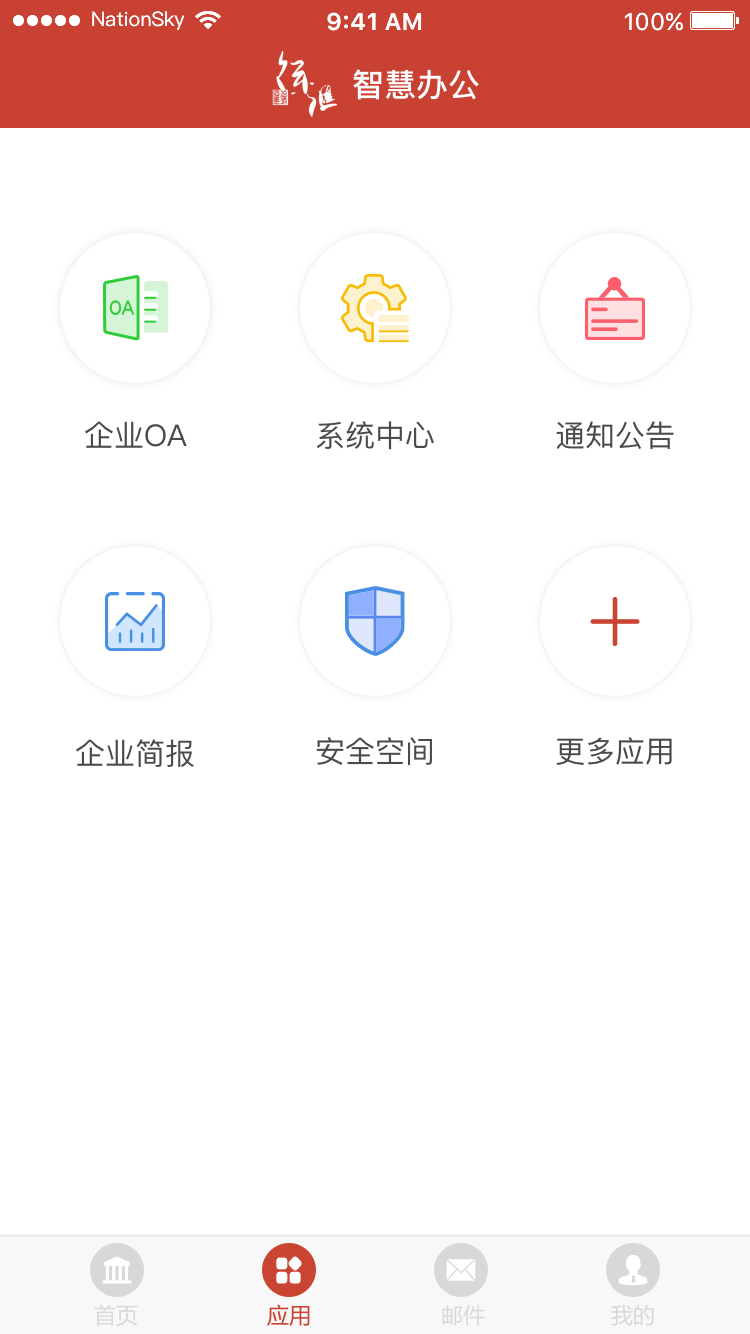 NationSky 9:41 AM 100%
徐汇 智慧办公
OA
企业OA 系统中心 通知公告
企业简报 安全空间 更多应用
首页 应用 邮件 我的